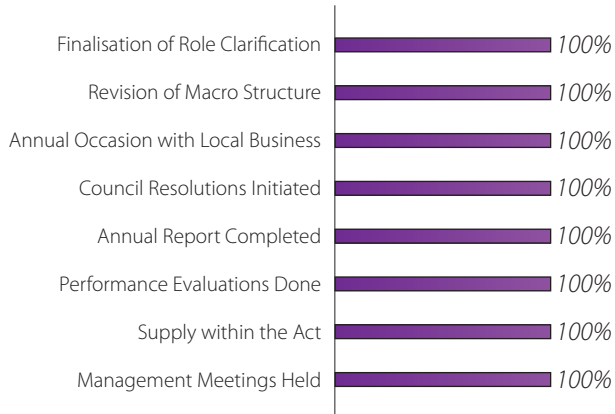 Finalisation of Role Clarification 100%
Revision of Macro Structure 100%
Annual Occasion with Local Business 100%
Council Resolutions Initiated 100%
Annual Report Completed 100%
Performance Evaluations Done 100%
Supply within the Act 100%
Management Meetings Held 100%